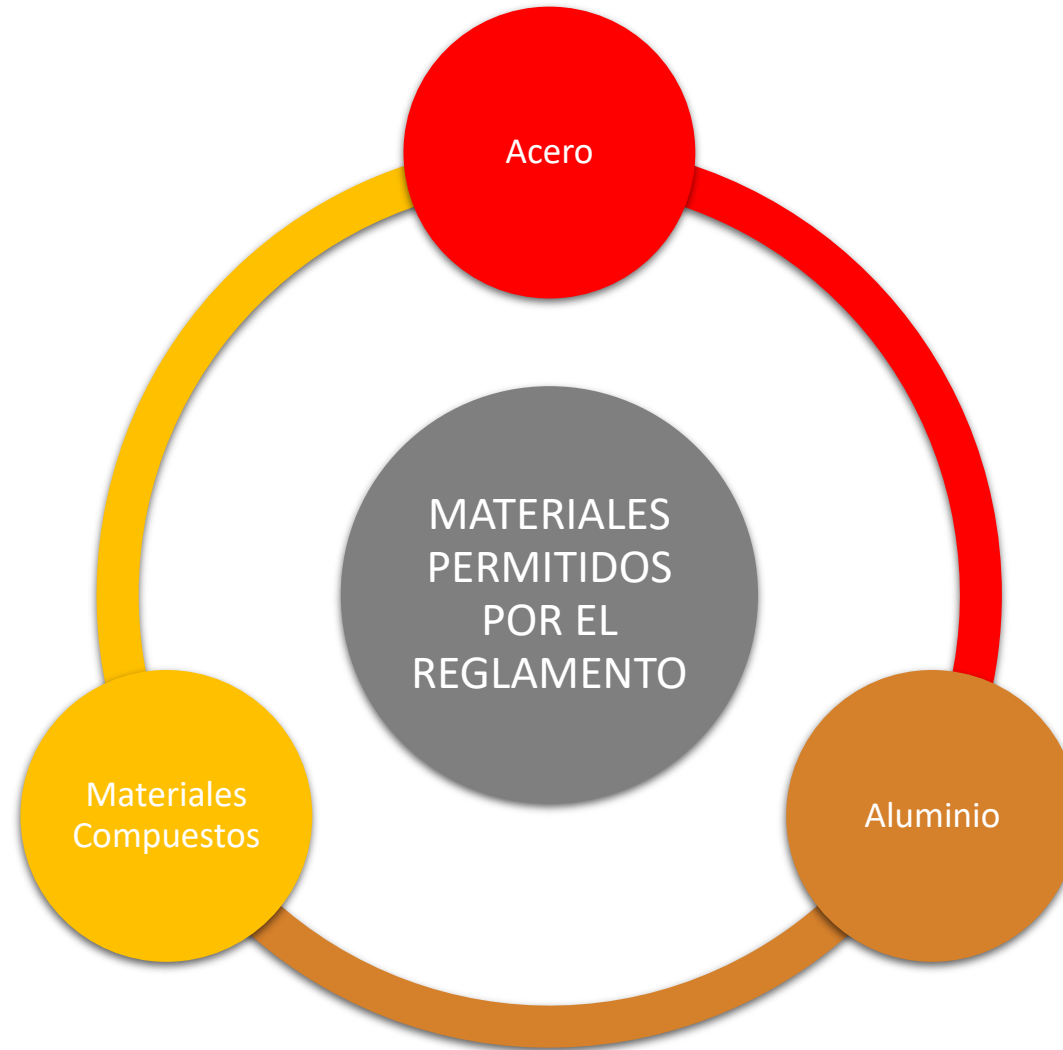 Acero
MATERIALES
PERMITIDOS
POR EL
REGLAMENTO
Materiales
Compuestos
Aluminio